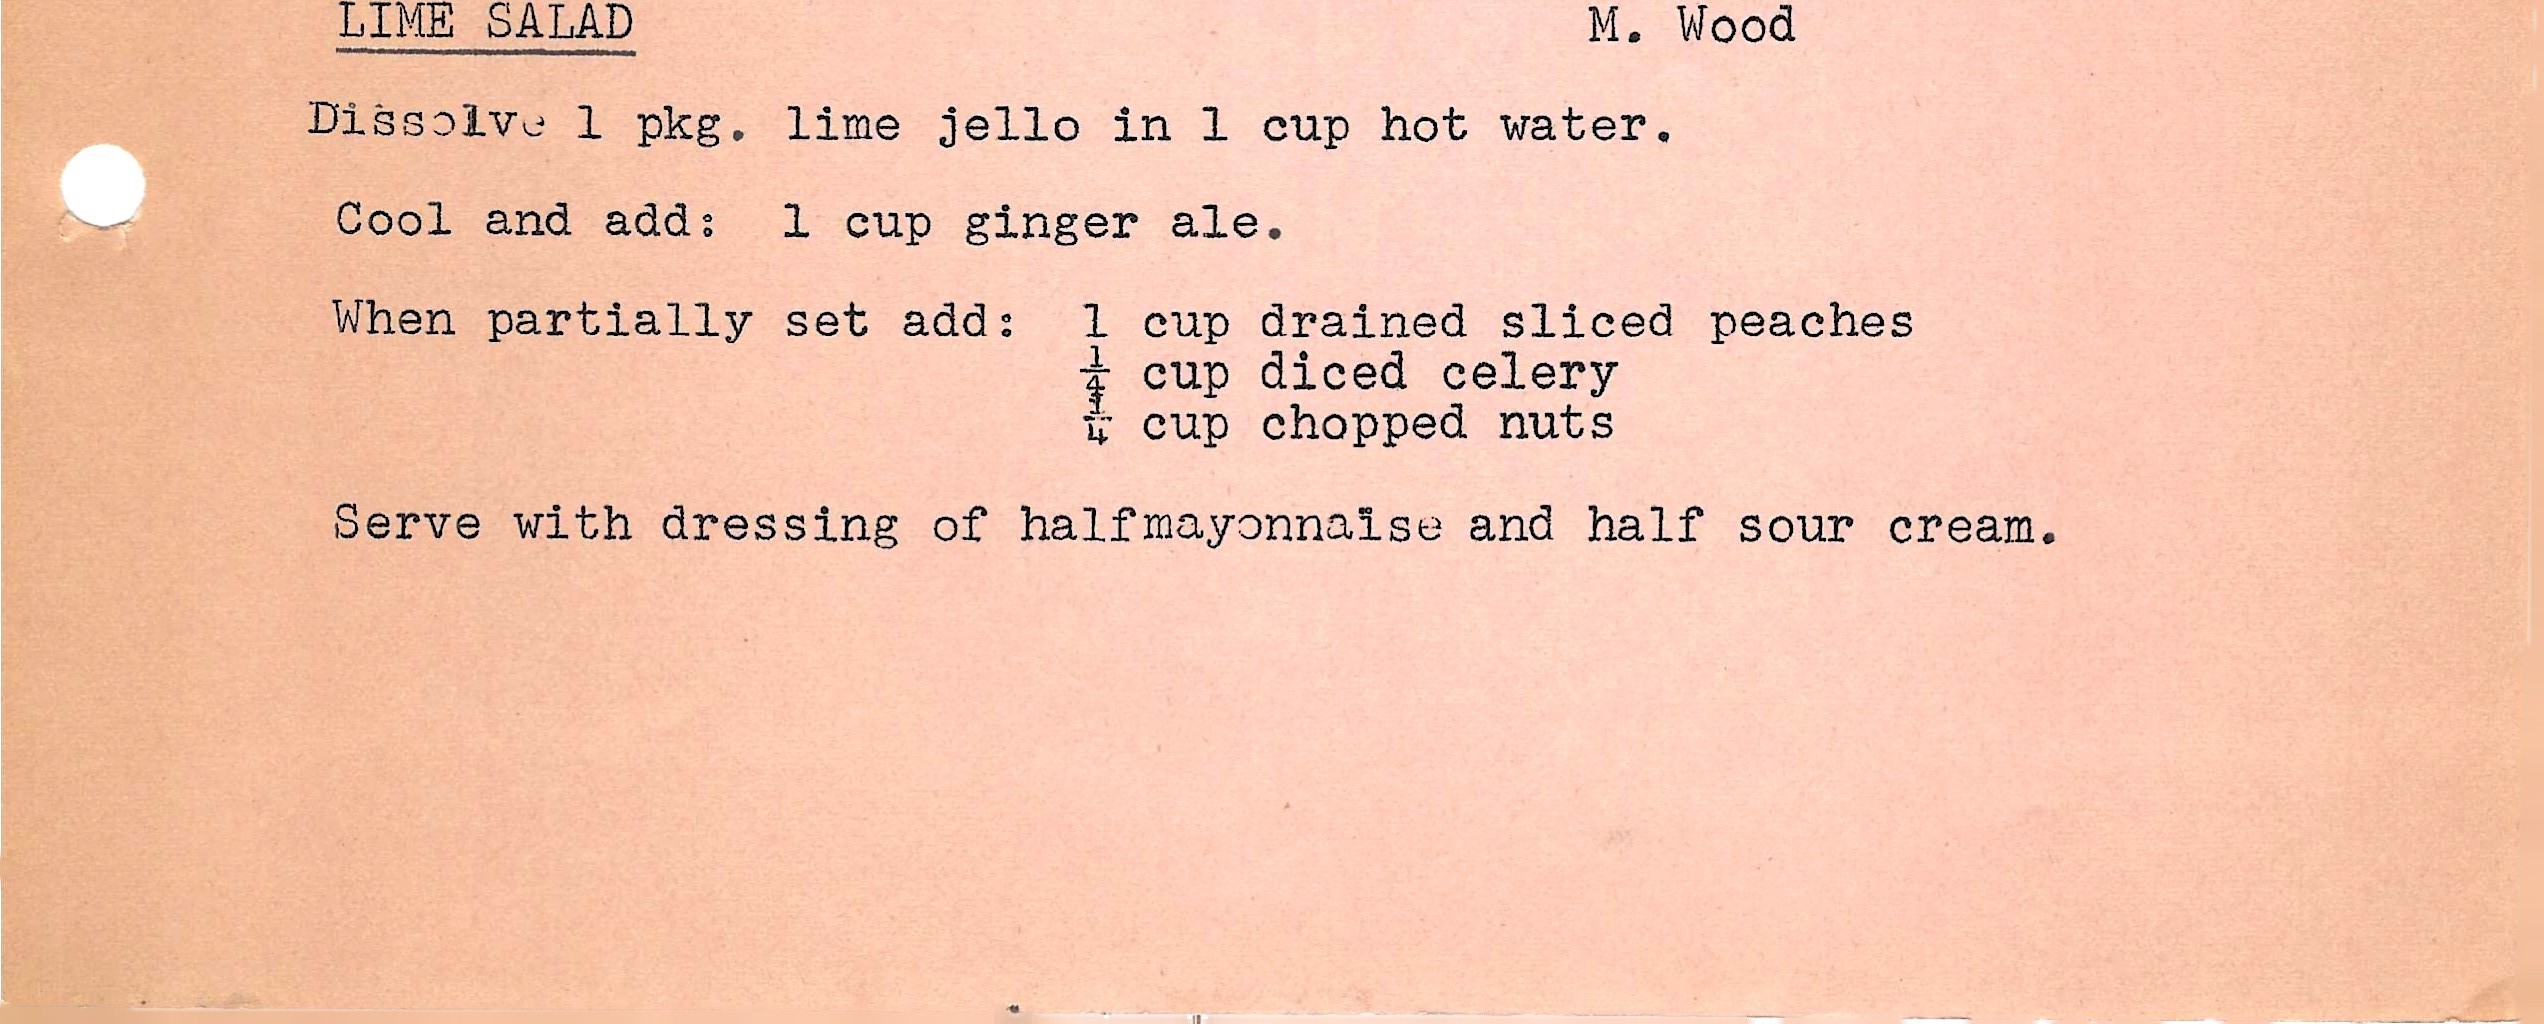 LIME SALAD M. Wood
Dissolve 1 pkg. lime jello in 1 cup hot water.
Cool and add: 1 cup ginger ale.
When partially set add: 1 cup drained sliced peaches
¼ cup diced celery
¼ cup chopped nuts
Serve with dressing of halfmayonnaise and half sour cream.